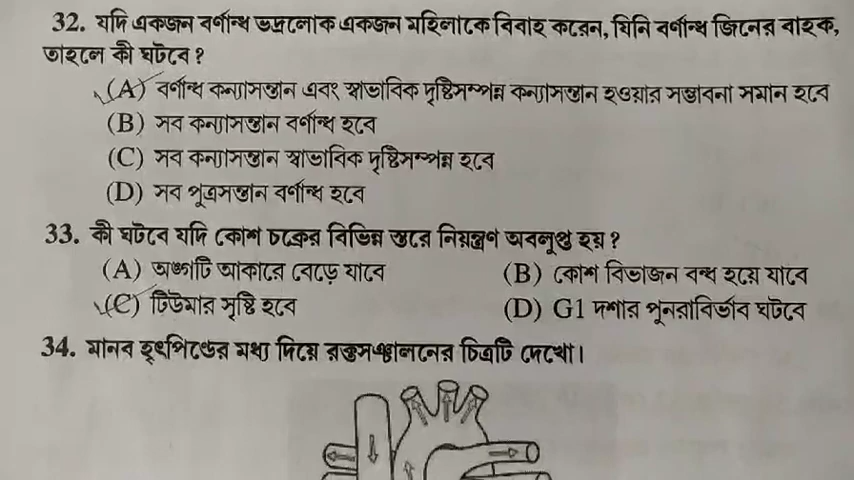 32. যদি একজন বর্ণান্ধ ভদ্রলোক একজন মহিলাকে বিবাহ করেন, যিনি বর্ণান্ধ জিনের বাহক,
তাহলে কী ঘটবে ?
(A) বর্ণান্ধ কন্যাসন্তান এবং স্বাভাবিক দৃষ্টিসম্পন্ন কন্যাসন্তান হওয়ার সম্ভাবনা সমান হবে
(B) সব কন্যাসন্তান বর্ণান্ধ হবে
(C) সব কন্যাসন্তান স্বাভাবিক দৃষ্টিসম্পন্ন হবে
(D) সব পুত্রসন্তান বর্ণান্ধ হবে
33. কী ঘটবে যদি কোশ চক্রের বিভিন্ন স্তরে নিয়ন্ত্রণ অবলুপ্ত হয় ?
(A) অঙ্গটি আকারে বেড়ে যাবে (B) কোশ বিভাজন বন্ধ হয়ে যাবে
(C) টিউমার সৃষ্টি হবে (D) G1 দশার পুনরাবির্ভাব ঘটবে
34. মানব হৃৎপিণ্ডের মধ্য দিয়ে রক্তসঞ্চালনের চিত্রটি দেখো।